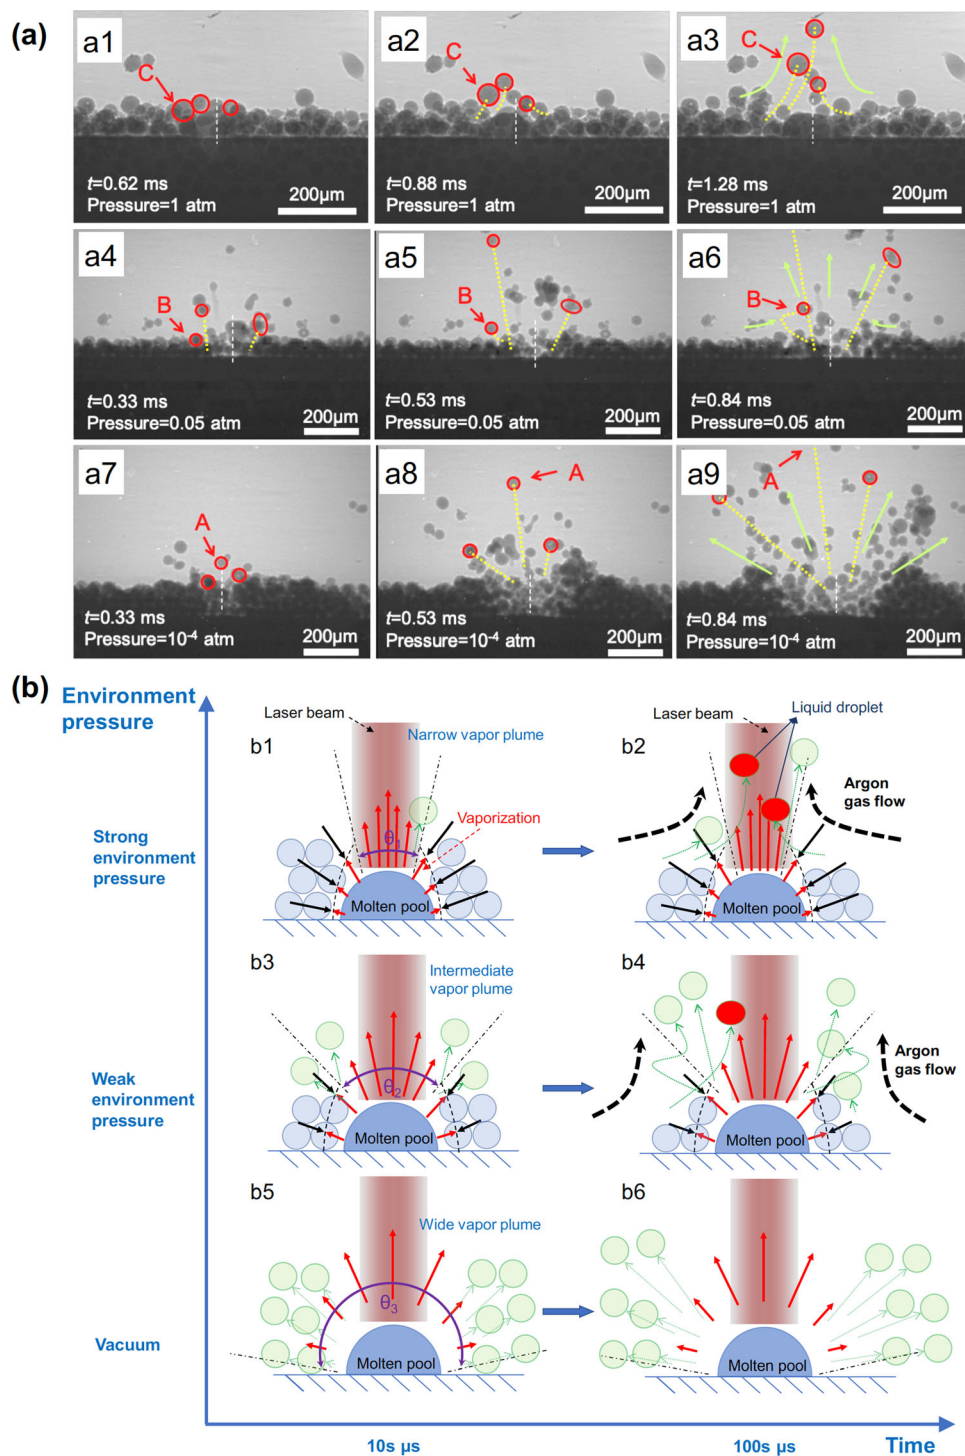 (a)
a1
C
t=0.62 ms
Pressure=1 atm
200μm
a2
C
t=0.88 ms
Pressure=1 atm
200μm
a3
C
t=1.28 ms
Pressure=1 atm
200μm
a4
B
t=0.33 ms
Pressure=0.05 atm
200μm
a5
B
t=0.53 ms
Pressure=0.05 atm
200μm
a6
B
t=0.84 ms
Pressure=0.05 atm
200μm
a7
A
t=0.33 ms
Pressure=10⁻⁴ atm
200μm
a8
A
t=0.53 ms
Pressure=10⁻⁴ atm
200μm
a9
A
t=0.84 ms
Pressure=10⁻⁴ atm
200μm
(b)
Environment
pressure
Strong
environment
pressure
b1
Laser beam
Narrow vapor plume
Vaporization
θ₁
Molten pool
b2
Laser beam
Liquid droplet
Argon
gas flow
Molten pool
Weak
environment
pressure
b3
Intermediate
vapor plume
θ₂
Molten pool
b4
Argon
gas flow
Molten pool
Vacuum
b5
Wide vapor plume
θ₃
Molten pool
b6
Molten pool
10s μs
100s μs
Time